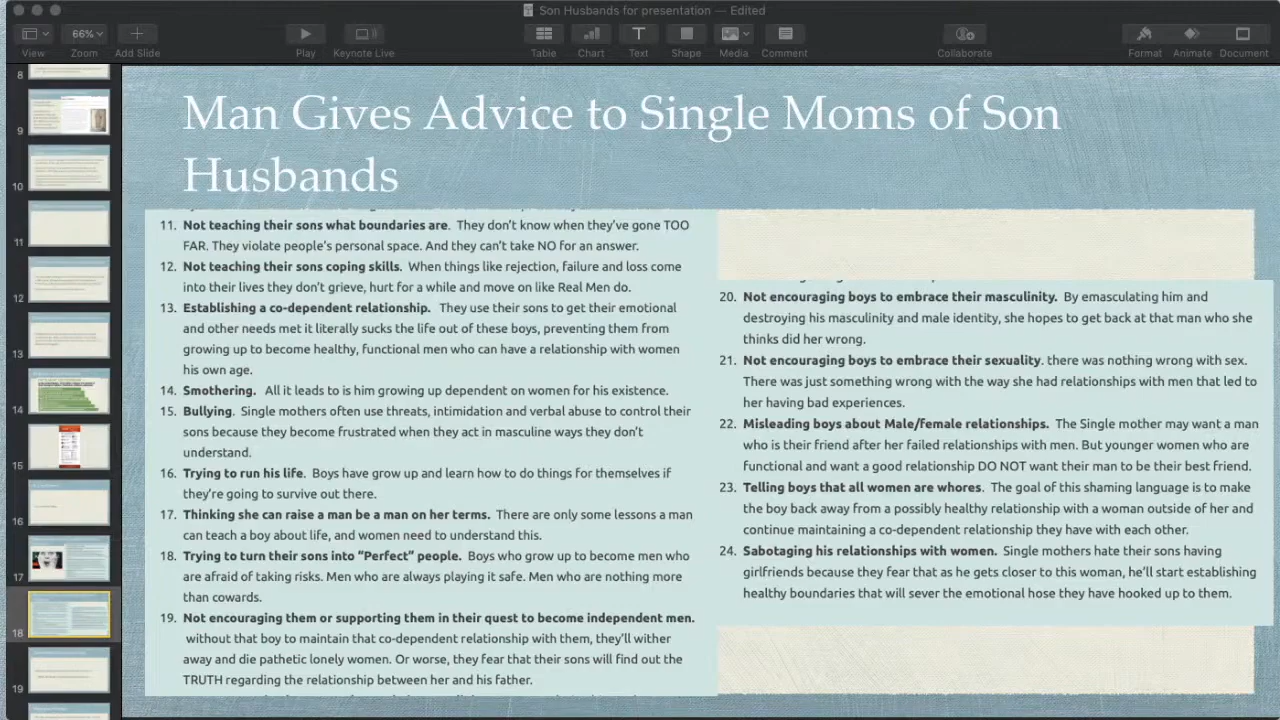 Son Husbands for presentation — Edited
66%
View
Zoom
Add Slide
Play
Keynote Live
Table
Chart
Text
Shape
Media
Comment
Collaborate
Format
Animate
Document
8
9
10
11
12
13
14
15
16
17
18
19
Man Gives Advice to Single Moms of Son
Husbands
11. Not teaching their sons what boundaries are. They don't know when they've gone TOO
FAR. They violate people's personal space. And they can't take NO for an answer.
12. Not teaching their sons coping skills. When things like rejection, failure and loss come
into their lives they don't grieve, hurt for a while and move on like Real Men do.
13. Establishing a co-dependent relationship. They use their sons to get their emotional
and other needs met it literally sucks the life out of these boys, preventing them from
growing up to become healthy, functional men who can have a relationship with women
his own age.
14. Smothering. All it leads to is him growing up dependent on women for his existence.
15. Bullying. Single mothers often use threats, intimidation and verbal abuse to control their
sons because they become frustrated when they act in masculine ways they don't
understand.
16. Trying to run his life. Boys have grow up and learn how to do things for themselves if
they're going to survive out there.
17. Thinking she can raise a man be a man on her terms. There are only some lessons a man
can teach a boy about life, and women need to understand this.
18. Trying to turn their sons into "Perfect" people. Boys who grow up to become men who
are afraid of taking risks. Men who are always playing it safe. Men who are nothing more
than cowards.
19. Not encouraging them or supporting them in their quest to become independent men.
without that boy to maintain that co-dependent relationship with them, they'll wither
away and die pathetic lonely women. Or worse, they fear that their sons will find out the
TRUTH regarding the relationship between her and his father.
20. Not encouraging boys to embrace their masculinity. By emasculating him and
destroying his masculinity and male identity, she hopes to get back at that man who she
thinks did her wrong.
21. Not encouraging boys to embrace their sexuality. there was nothing wrong with sex.
There was just something wrong with the way she had relationships with men that led to
her having bad experiences.
22. Misleading boys about Male/female relationships. The Single mother may want a man
who is their friend after her failed relationships with men. But younger women who are
functional and want a good relationship DO NOT want their man to be their best friend.
23. Telling boys that all women are whores. The goal of this shaming language is to make
the boy back away from a possibly healthy relationship with a woman outside of her and
continue maintaining a co-dependent relationship they have with each other.
24. Sabotaging his relationships with women. Single mothers hate their sons having
girlfriends because they fear that as he gets closer to this woman, he'll start establishing
healthy boundaries that will sever the emotional hose they have hooked up to them.